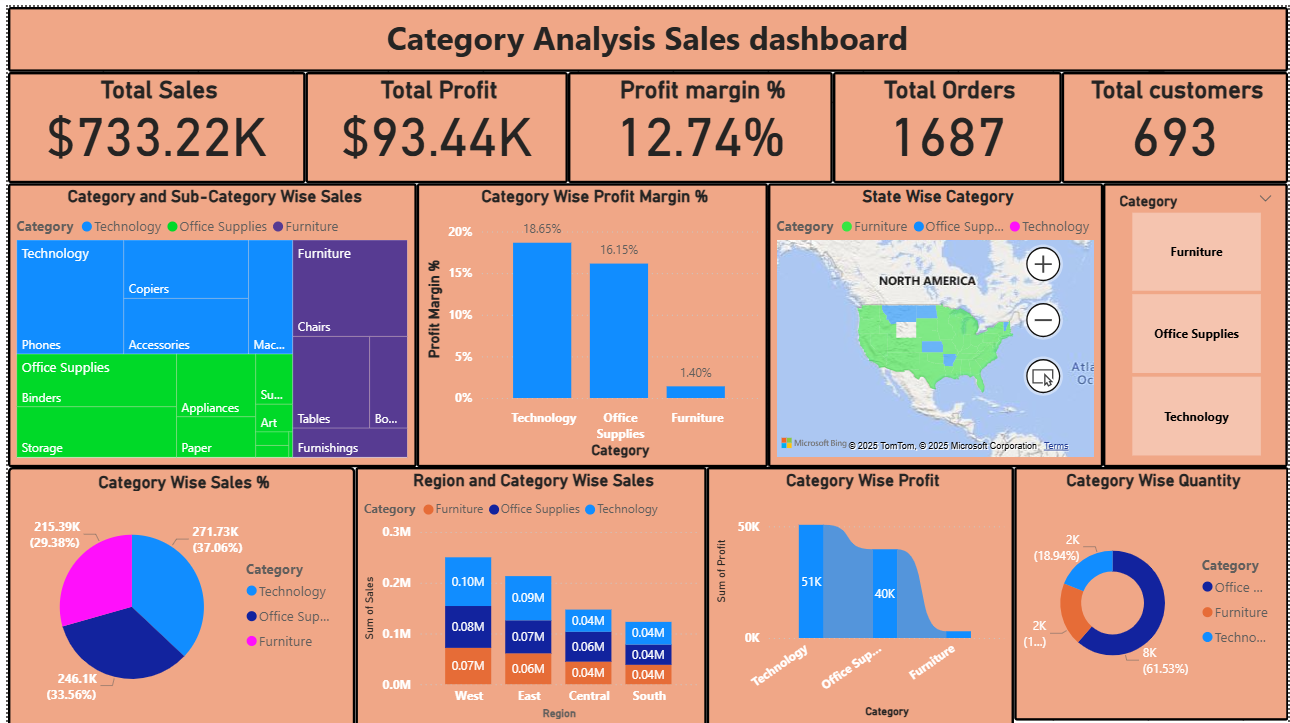 Category Analysis Sales dashboard
Total Sales
$733.22K
Total Profit
$93.44K
Profit margin %
12.74%
Total Orders
1687
Total customers
693
Category and Sub-Category Wise Sales
Category Technology Office Supplies Furniture
Technology
Copiers
Phones
Accessories
Mac...
Office Supplies
Binders
Storage
Appliances
Paper
Su...
Art
Furniture
Chairs
Tables
Bo...
Furnishings
Category Wise Profit Margin %
Profit Margin %
20%
15%
10%
5%
0%
18.65%
16.15%
1.40%
Technology
Office
Supplies
Furniture
Category
State Wise Category
Category Furniture Office Supp... Technology
NORTH AMERICA
Atla
Oc
Microsoft Bing
© 2025 TomTom, © 2025 Microsoft Corporation, Terms
Category
Furniture
Office Supplies
Technology
Category Wise Sales %
215.39K
(29.38%)
271.73K
(37.06%)
246.1K
(33.56%)
Category
Technology
Office Sup...
Furniture
Region and Category Wise Sales
Category Furniture Office Supplies Technology
Sum of Sales
0.3M
0.2M
0.1M
0.0M
0.10M
0.08M
0.07M
0.09M
0.07M
0.06M
0.04M
0.06M
0.04M
0.04M
0.04M
0.04M
West
East
Central
South
Region
Category Wise Profit
Sum of Profit
50K
0K
51K
40K
Technology
Office Sup...
Furniture
Category
Category Wise Quantity
2K
(18.94%)
2K
(1...)
8K
(61.53%)
Category
Office ...
Furniture
Techno...